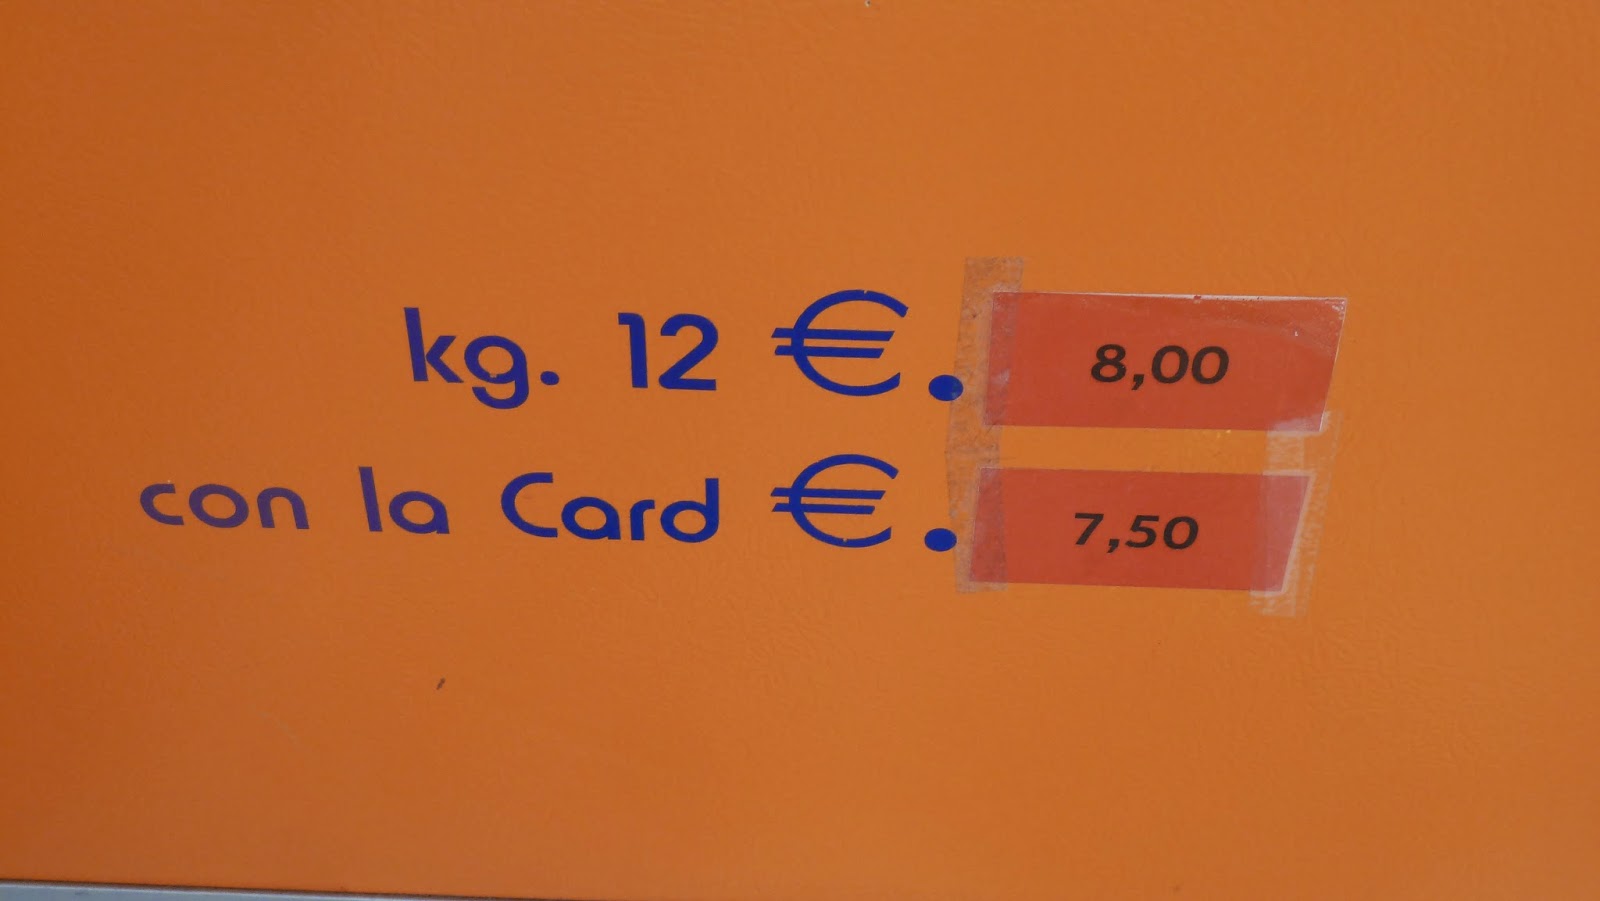 kg. 12 €. 8,00
con la Card €. 7,50